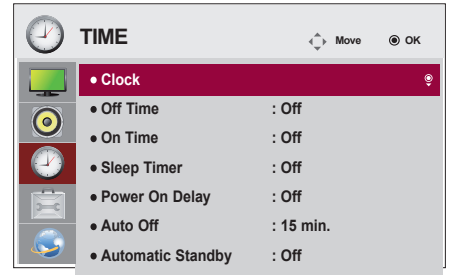 TIME Move OK
● Clock
● Off Time : Off
● On Time : Off
● Sleep Timer : Off
● Power On Delay : Off
● Auto Off : 15 min.
● Automatic Standby : Off